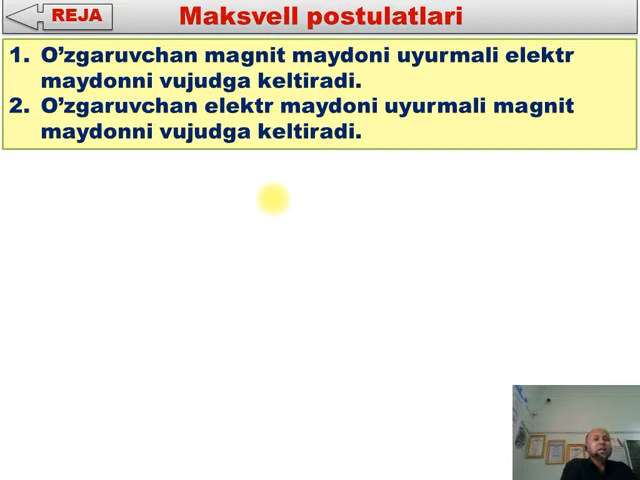 REJA
Maksvell postulatlari
1. O’zgaruvchan magnit maydoni uyurmali elektr
maydonni vujudga keltiradi.
2. O’zgaruvchan elektr maydoni uyurmali magnit
maydonni vujudga keltiradi.